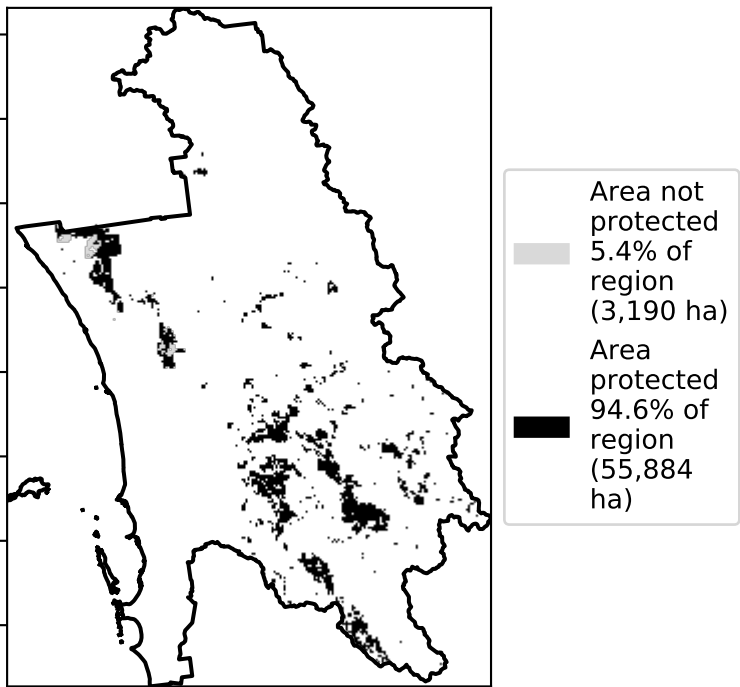 Area not
protected
5.4% of
region
(3,190 ha)
Area
protected
94.6% of
region
(55,884
ha)